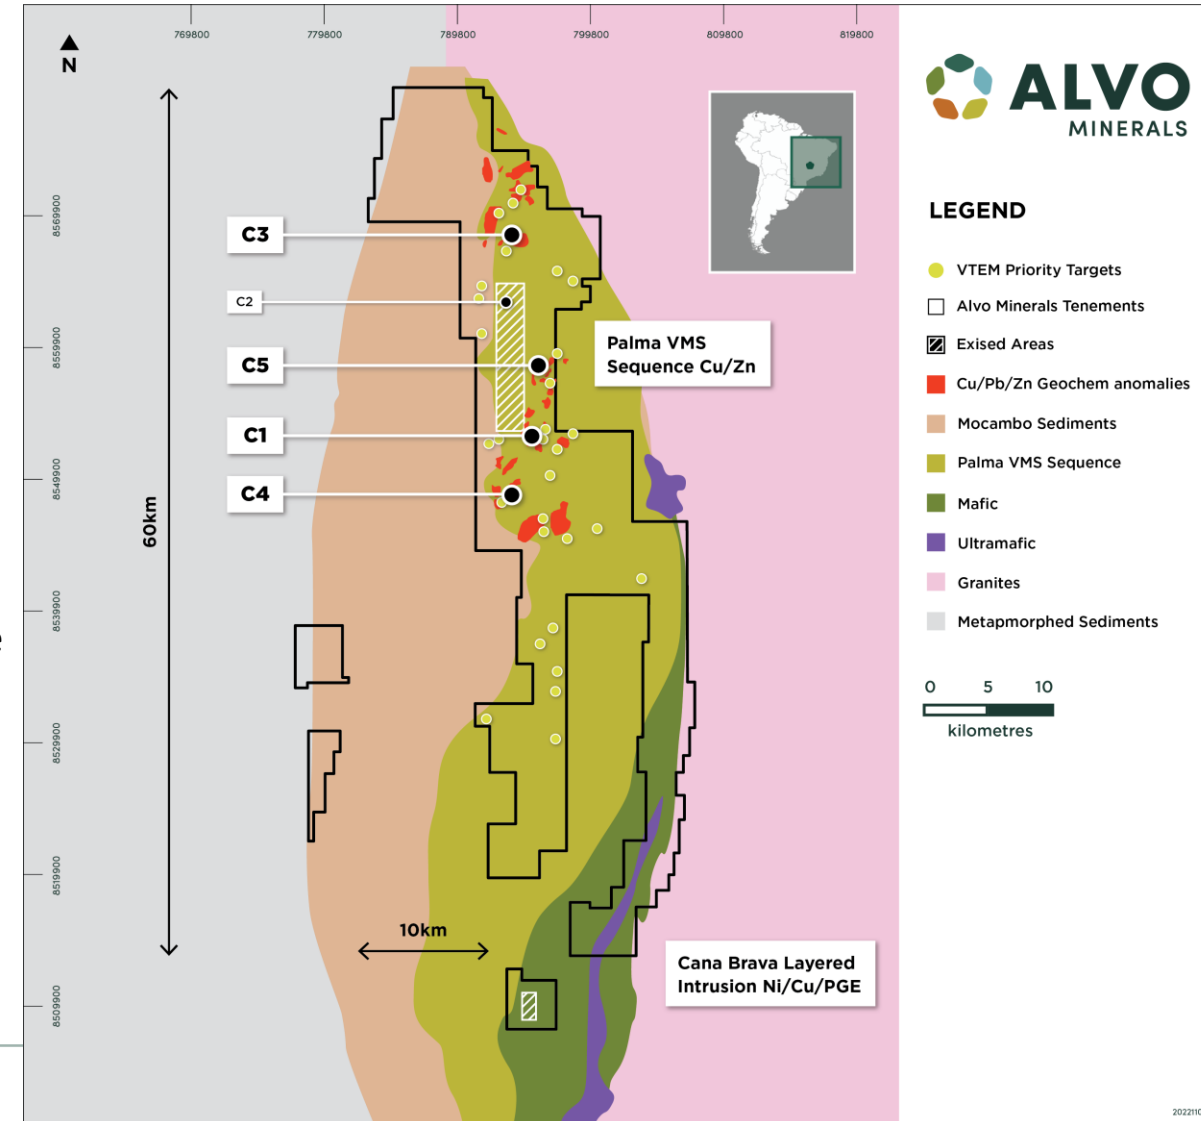 769800
779800
789800
799800
809800
819800
N
ALVO
MINERALS
8569900
8559900
8549900
8539900
8529900
8519900
8509900
C3
C2
C5
C1
C4
60km
10km
Palma VMS
Sequence Cu/Zn
Cana Brava Layered
Intrusion Ni/Cu/PGE
LEGEND
VTEM Priority Targets
Alvo Minerals Tenements
Exised Areas
Cu/Pb/Zn Geochem anomalies
Mocambo Sediments
Palma VMS Sequence
Mafic
Ultramafic
Granites
Metapmorphed Sediments
0 5 10
kilometres